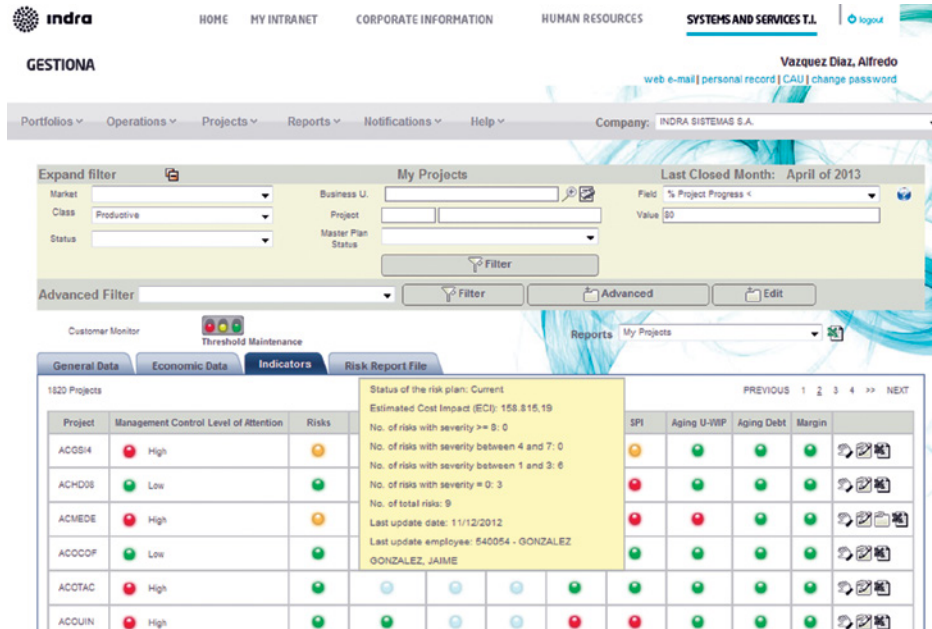 indra
HOME MY INTRANET CORPORATE INFORMATION HUMAN RESOURCES SYSTEMS AND SERVICES T.I. logout
GESTIONA
Vazquez Diaz, Alfredo
web e-mail | personal record | CAU | change password
Portfolios Operations Projects Reports Notifications Help Company: INDRA SISTEMAS S.A.
Expand filter My Projects Last Closed Month: April of 2013
Market Business U. Field % Project Progress <
Class Productive Project Value 80
Status Master Plan Status
Filter
Advanced Filter Filter Advanced Edit
Customer Monitor Threshold Maintenance Reports My Projects
General Data Economic Data Indicators Risk Report File
1820 Projects PREVIOUS 1 2 3 4 >> NEXT
Project Management Control Level of Attention Risks SPI Aging U-WIP Aging Debt Margin
Status of the risk plan: Current
Estimated Cost Impact (ECI): 158.815,19
No. of risks with severity >= 8: 0
No. of risks with severity between 4 and 7: 0
No. of risks with severity between 1 and 3: 6
No. of risks with severity = 0: 3
No. of total risks: 9
Last update date: 11/12/2012
Last update employee: 540054 - GONZALEZ
GONZALEZ, JAIME
ACGSI4 High
ACHD08 Low
ACMEDE High
ACOCOF Low
ACOTAC High
ACOUIN High